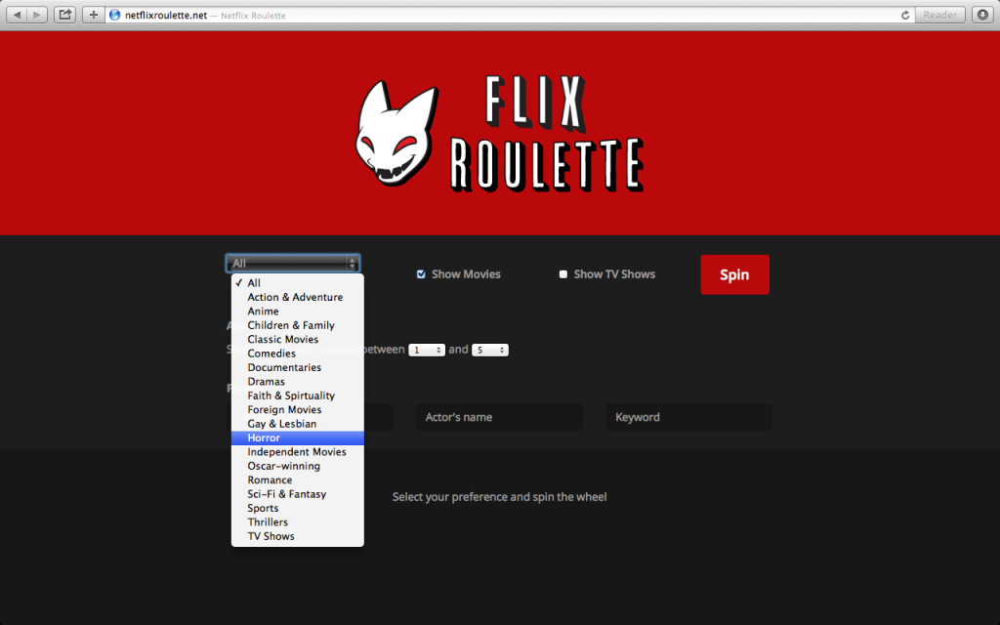 netflixroulette.net — Netflix Roulette
Reader
FLIX
ROULETTE
All
Show Movies
Show TV Shows
Spin
✓ All
Action & Adventure
Anime
Children & Family
Classic Movies
Comedies
Documentaries
Dramas
Faith & Spirtuality
Foreign Movies
Gay & Lesbian
Horror
Independent Movies
Oscar-winning
Romance
Sci-Fi & Fantasy
Sports
Thrillers
TV Shows
between 1 and 5
Actor's name
Keyword
Select your preference and spin the wheel